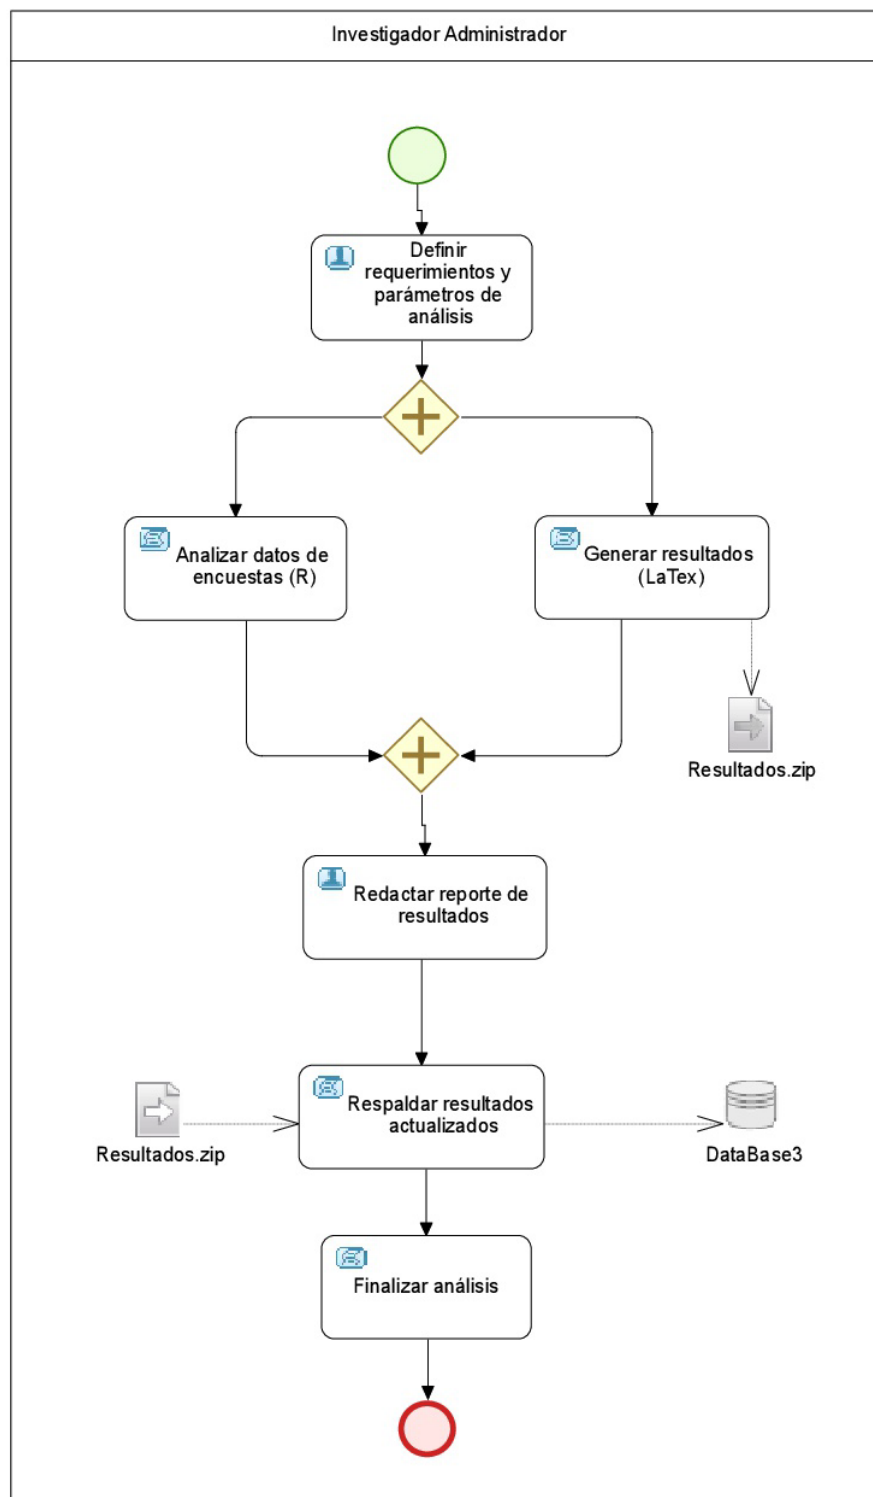 Investigador Administrador
Definir
requerimientos y
parámetros de
análisis
Analizar datos de
encuestas (R)
Generar resultados
(LaTex)
Resultados.zip
Redactar reporte de
resultados
Respaldar resultados
actualizados
Resultados.zip
DataBase3
Finalizar análisis